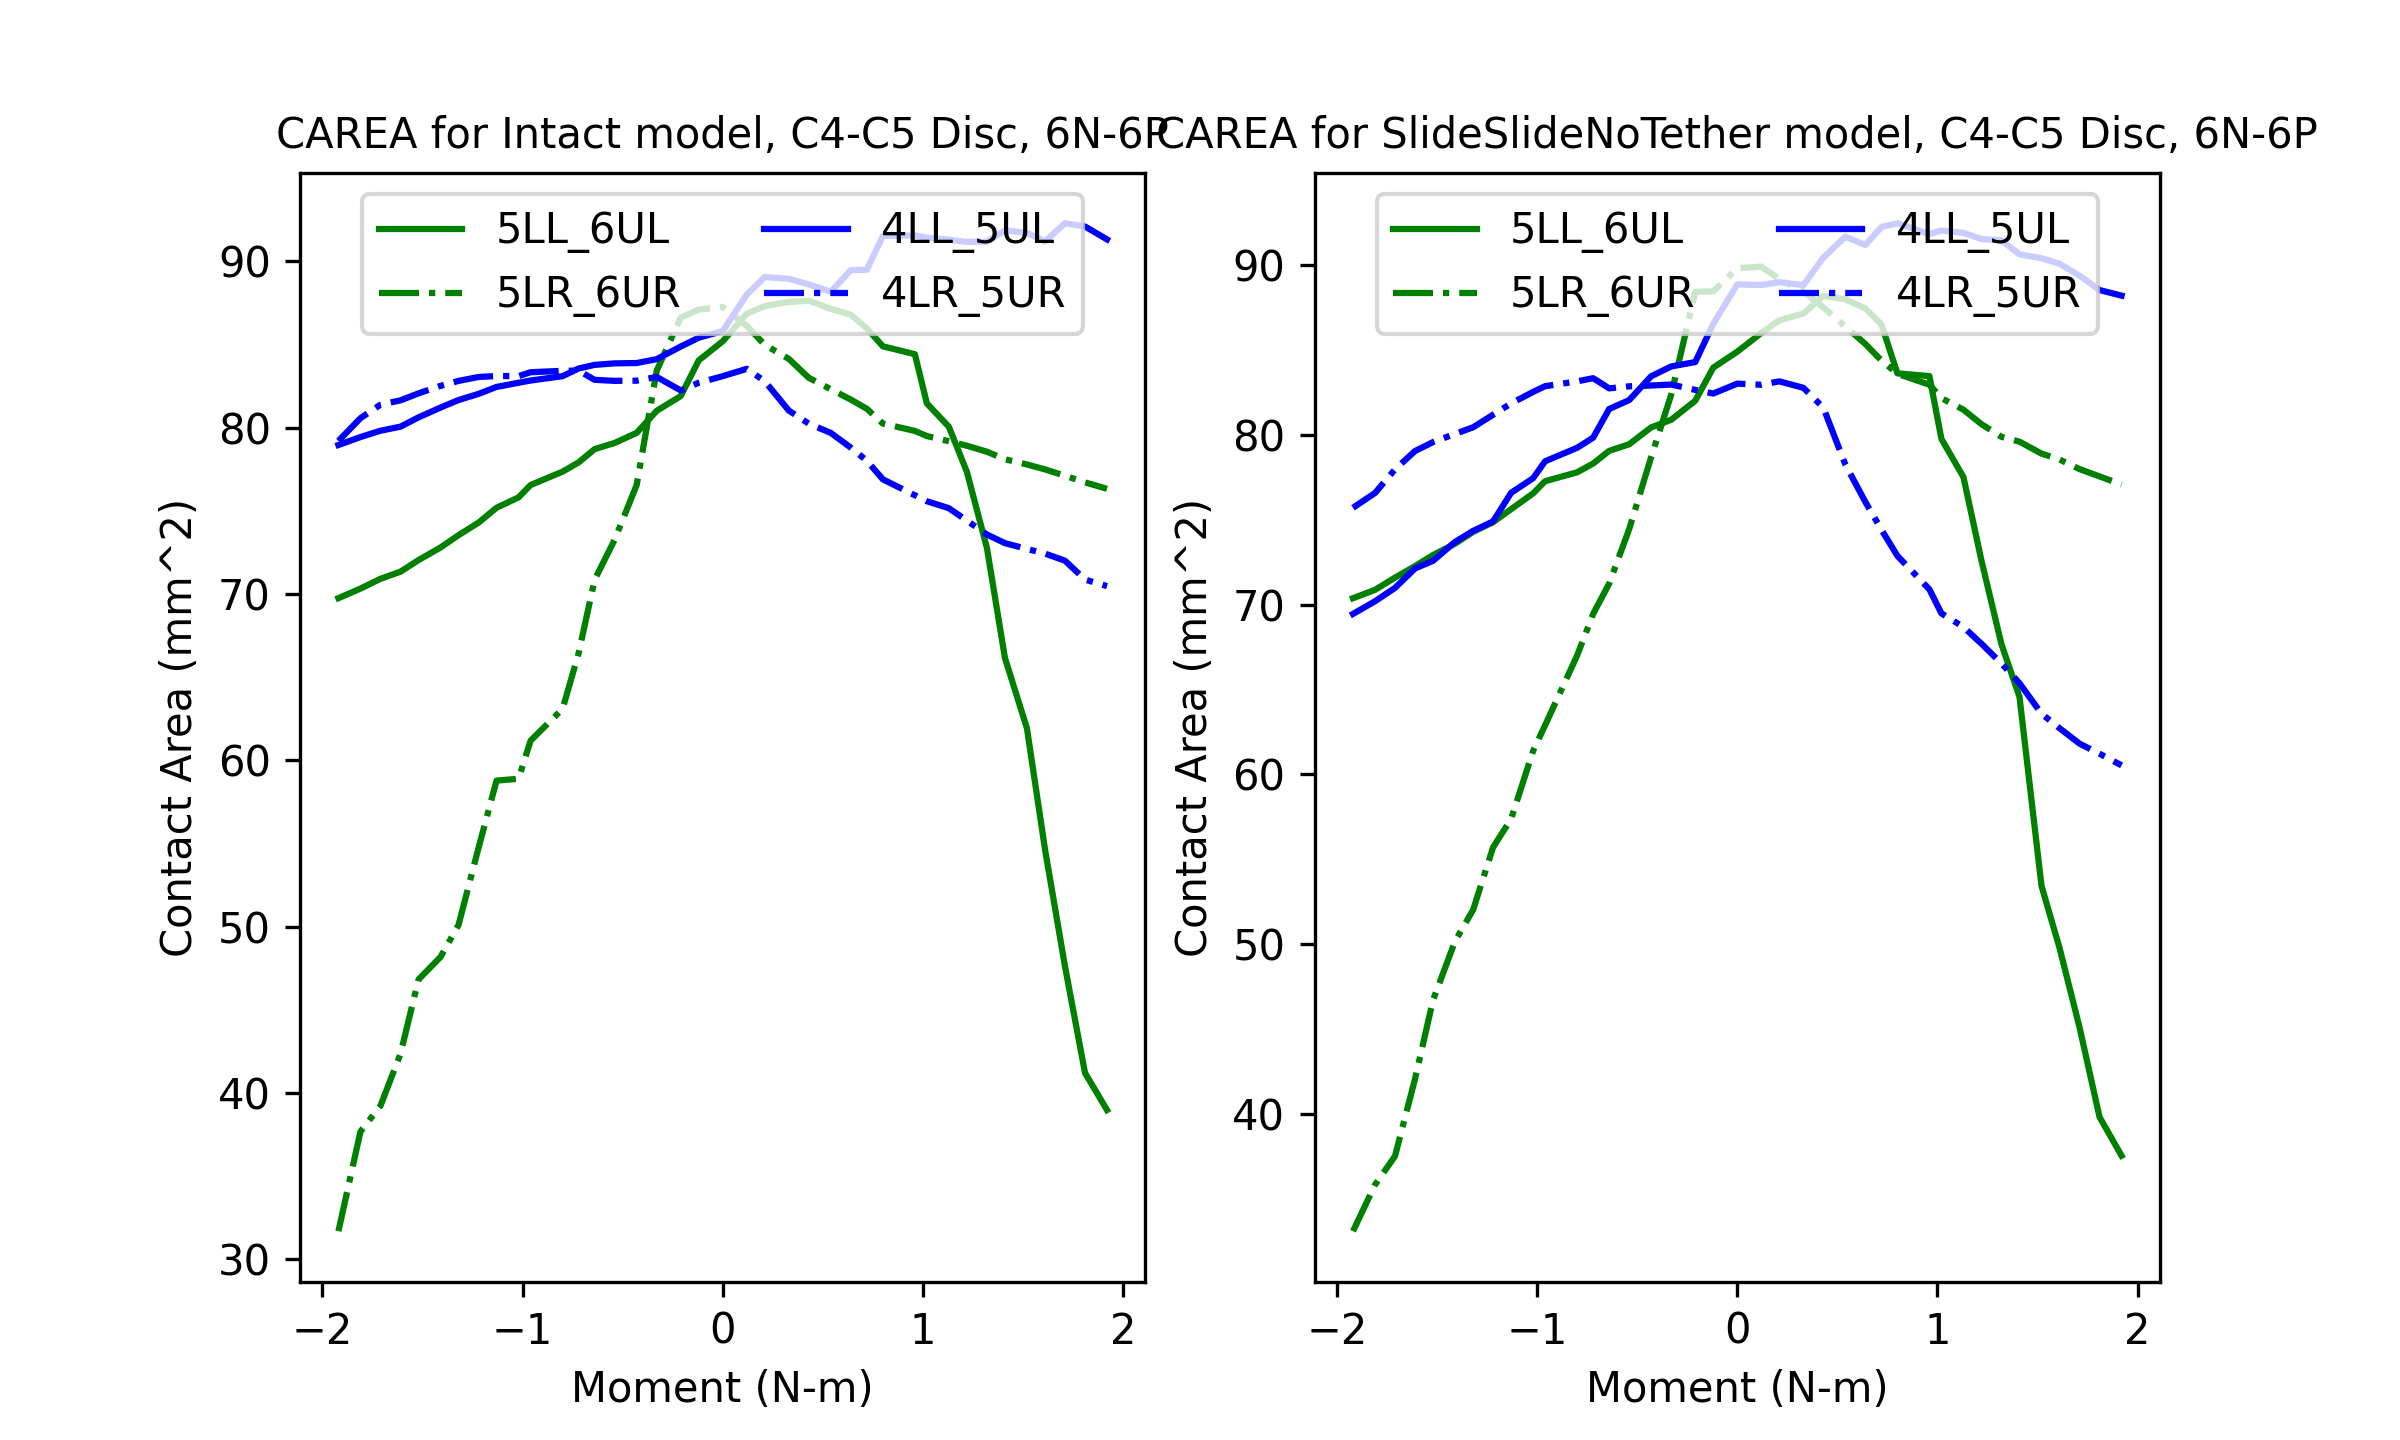 CAREA for Intact model, C4-C5 Disc, 6N-6P
5LL_6UL
5LR_6UR
4LL_5UL
4LR_5UR
Contact Area (mm^2)
90
80
70
60
50
40
30
−2
−1
0
1
2
Moment (N-m)
CAREA for SlideSlideNoTether model, C4-C5 Disc, 6N-6P
5LL_6UL
5LR_6UR
4LL_5UL
4LR_5UR
Contact Area (mm^2)
90
80
70
60
50
40
−2
−1
0
1
2
Moment (N-m)